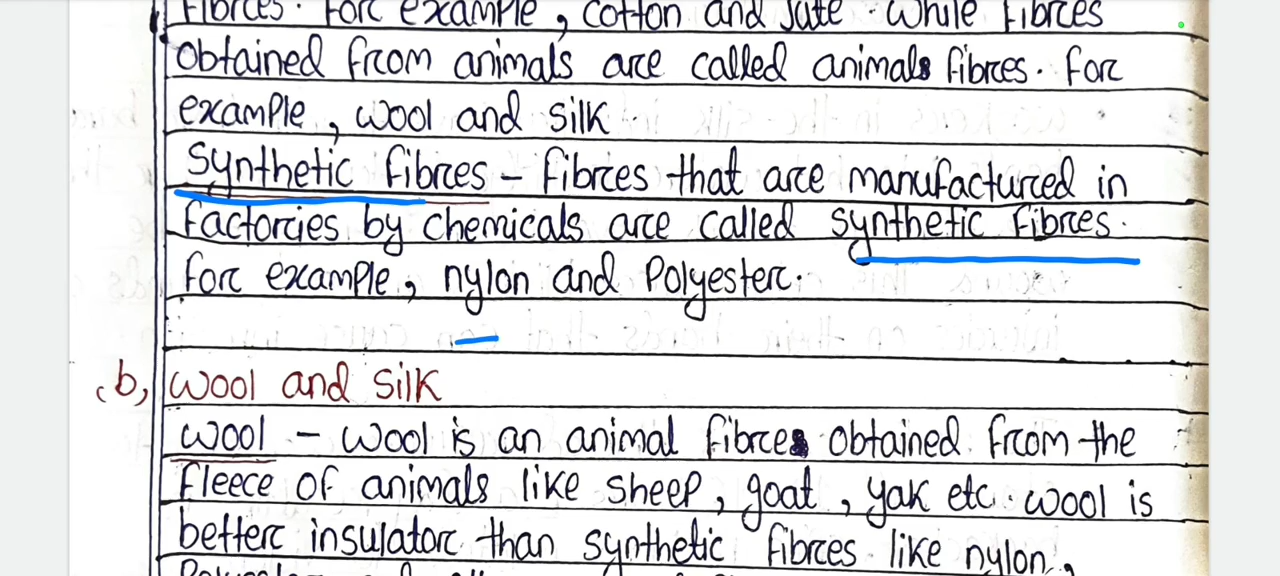 Fibres. For example, cotton and Jute. While fibres
obtained from animals are called animals fibres. For
example, wool and silk
Synthetic fibres - Fibres that are manufactured in
factories by chemicals are called synthetic fibres.
For example, nylon and Polyester.
(b) Wool and Silk
Wool - Wool is an animal fibres obtained from the
fleece of animals like sheep, goat, yak etc. Wool is
better insulator than synthetic fibres like nylon,